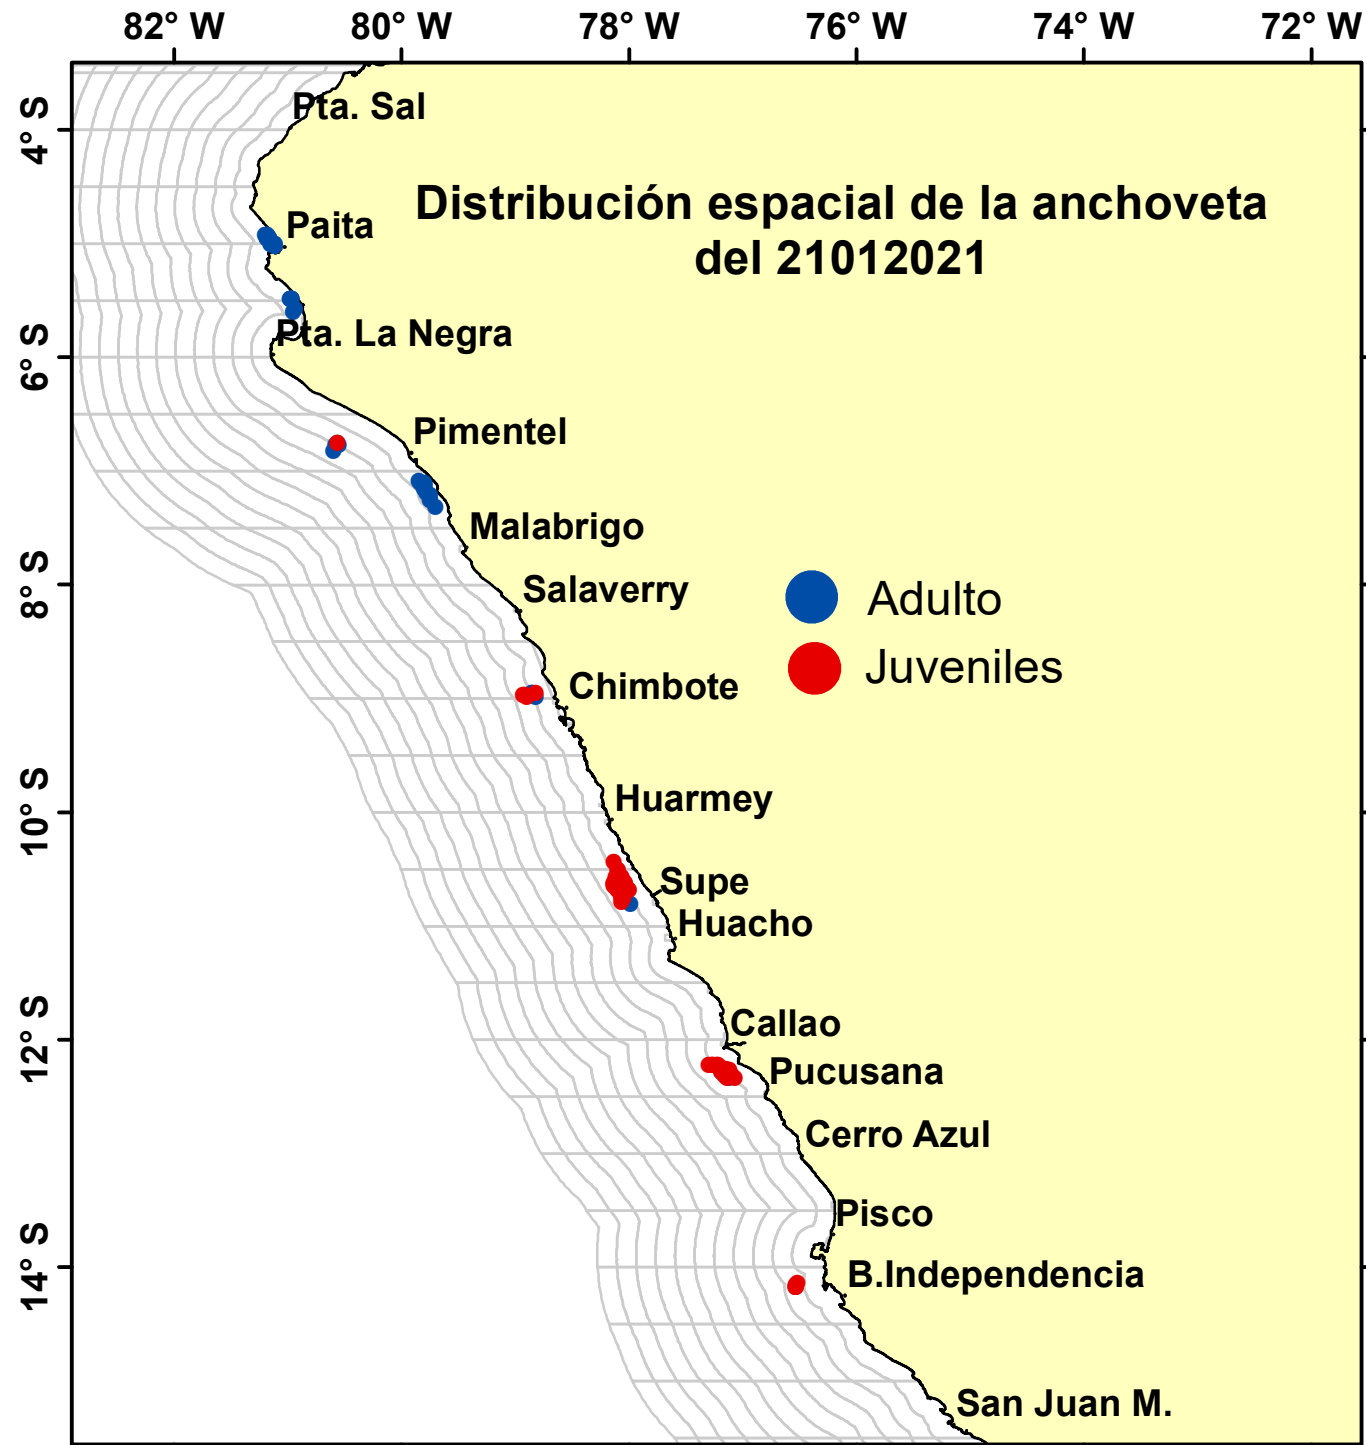 82° W 80° W 78° W 76° W 74° W 72° W
4° S
6° S
8° S
10° S
12° S
14° S
Distribución espacial de la anchoveta
del 21012021
Pta. Sal
Paita
Pta. La Negra
Pimentel
Malabrigo
Salaverry
Chimbote
Huarmey
Supe
Huacho
Callao
Pucusana
Cerro Azul
Pisco
B.Independencia
San Juan M.
Adulto
Juveniles